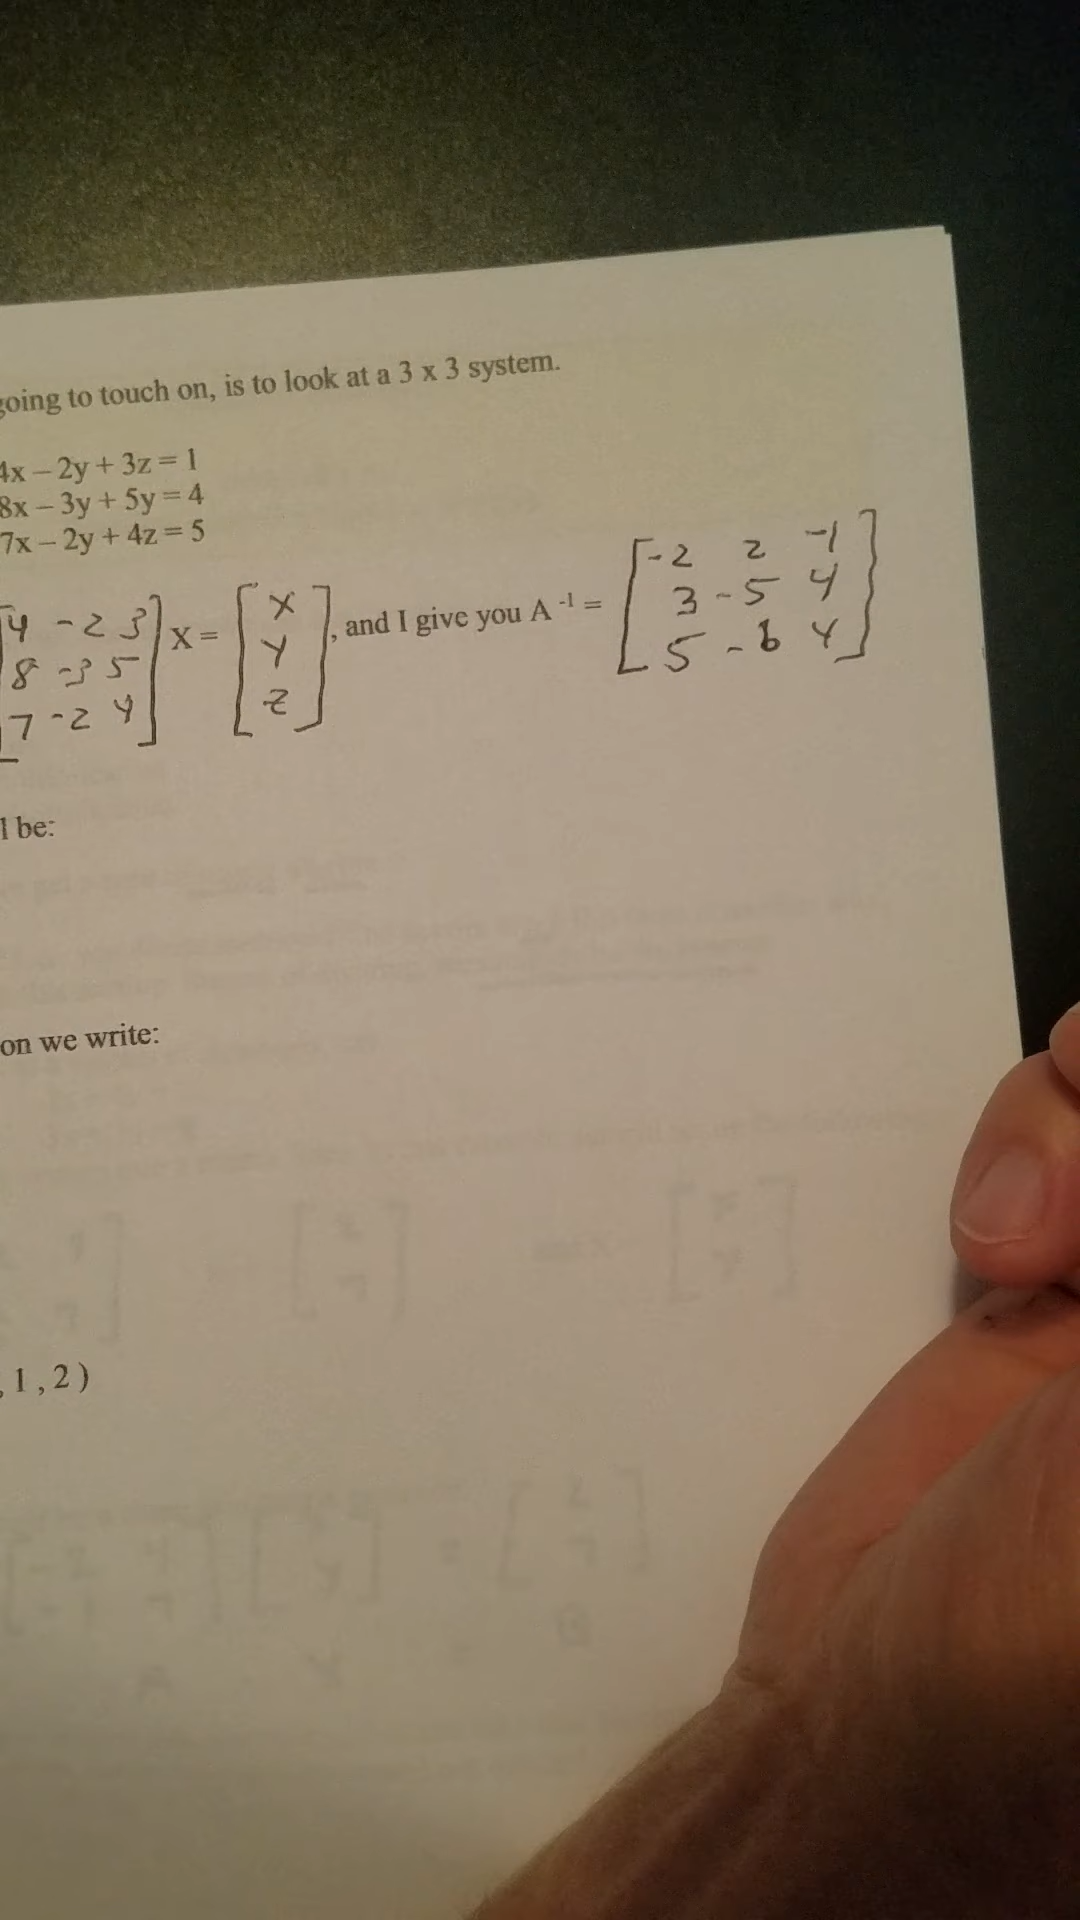 going to touch on, is to look at a 3 x 3 system.
4x – 2y + 3z = 1
8x – 3y + 5y = 4
7x – 2y + 4z = 5
4 -2 3
8 -3 5
7 -2 4
X =
X
Y
Z
, and I give you A -1 =
-2 2 -1
3 -5 4
5 -6 4
l be:
on we write:
, 1 , 2 )